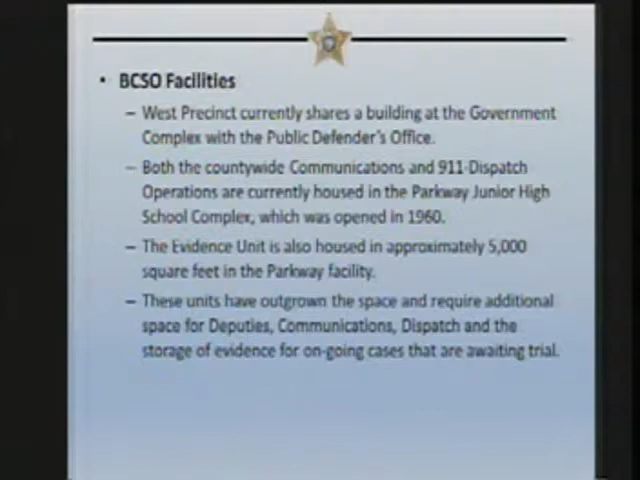 • BCSO Facilities
– West Precinct currently shares a building at the Government
Complex with the Public Defender's Office.
– Both the countywide Communications and 911-Dispatch
Operations are currently housed in the Parkway Junior High
School Complex, which was opened in 1960.
– The Evidence Unit is also housed in approximately 5,000
square feet in the Parkway facility.
– These units have outgrown the space and require additional
space for Deputies, Communications, Dispatch and the
storage of evidence for on-going cases that are awaiting trial.